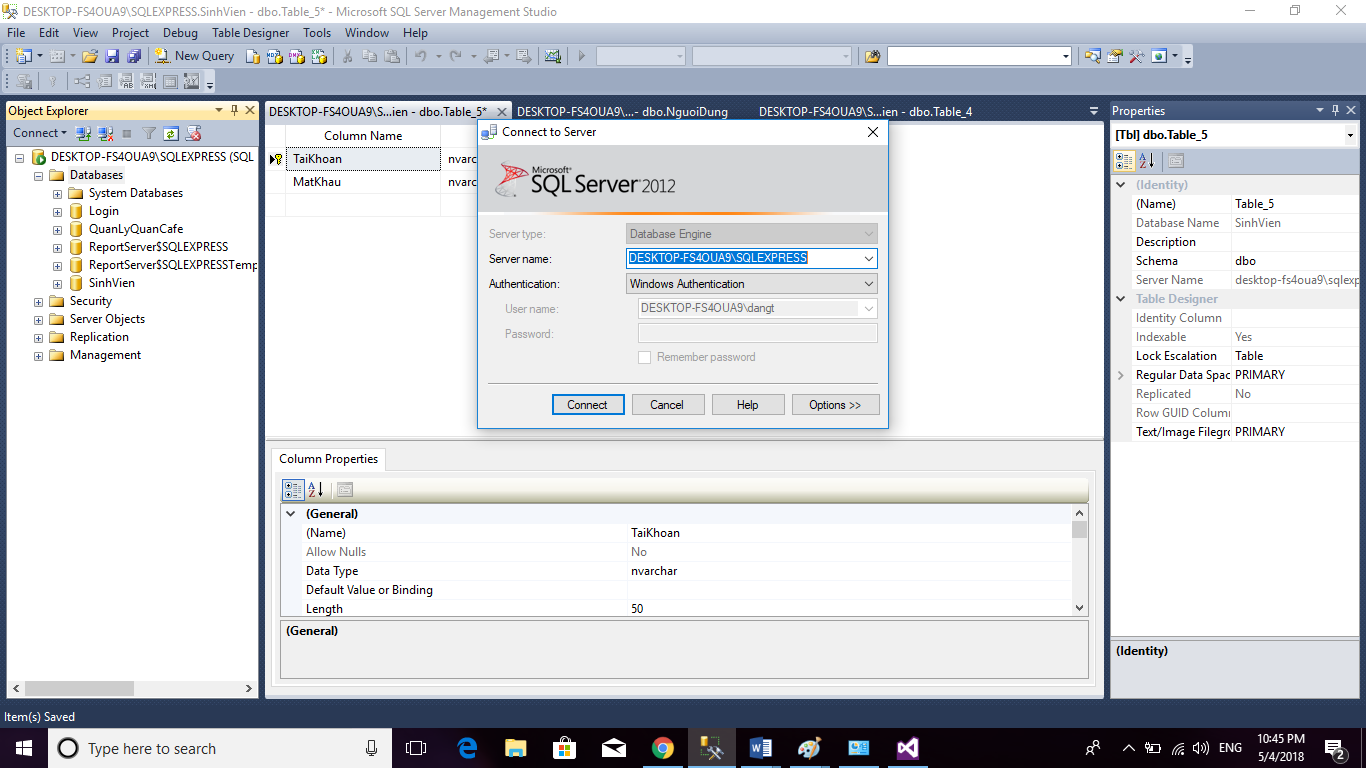 DESKTOP-FS4OUA9\SQLEXPRESS.SinhVien - dbo.Table_5* - Microsoft SQL Server Management Studio
File Edit View Project Debug Table Designer Tools Window Help
New Query
Object Explorer
Connect
DESKTOP-FS4OUA9\SQLEXPRESS (SQL
Databases
System Databases
Login
QuanLyQuanCafe
ReportServer$SQLEXPRESS
ReportServer$SQLEXPRESSTemp
SinhVien
Security
Server Objects
Replication
Management
DESKTOP-FS4OUA9\S...ien - dbo.Table_5* DESKTOP-FS4OUA9\...- dbo.NguoiDung DESKTOP-FS4OUA9\S...ien - dbo.Table_4
Column Name
TaiKhoan nvarc
MatKhau nvarc
Connect to Server
Microsoft®
SQL Server® 2012
Server type: Database Engine
Server name: DESKTOP-FS4OUA9\SQLEXPRESS
Authentication: Windows Authentication
User name: DESKTOP-FS4OUA9\dangt
Password:
Remember password
Connect Cancel Help Options >>
Column Properties
(General)
(Name) TaiKhoan
Allow Nulls No
Data Type nvarchar
Default Value or Binding
Length 50
(General)
Properties
[Tbl] dbo.Table_5
(Identity)
(Name) Table_5
Database Name SinhVien
Description
Schema dbo
Server Name desktop-fs4oua9\sqlexp
Table Designer
Identity Column
Indexable Yes
Lock Escalation Table
Regular Data Spac PRIMARY
Replicated No
Row GUID Colum
Text/Image Filegro PRIMARY
(Identity)
Item(s) Saved
Type here to search
ENG
10:45 PM
5/4/2018
2